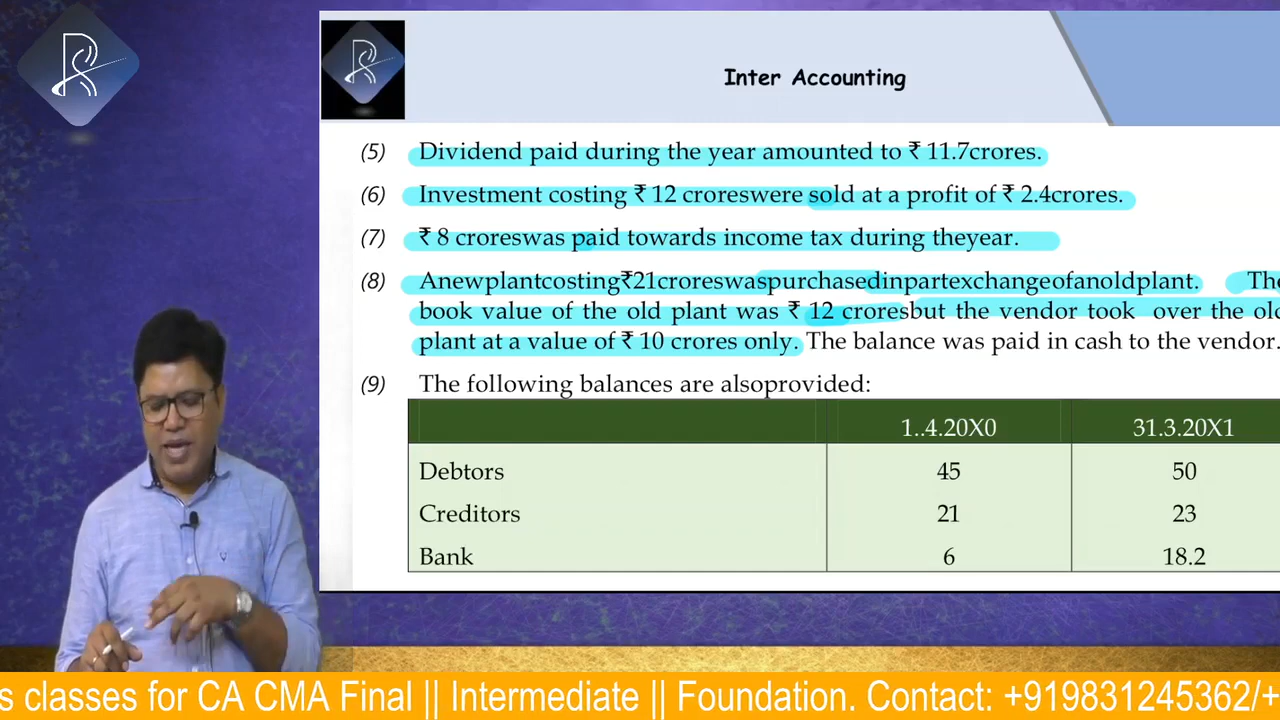 Inter Accounting
(5) Dividend paid during the year amounted to ₹ 11.7crores.
(6) Investment costing ₹ 12 croreswere sold at a profit of ₹ 2.4crores.
(7) ₹ 8 croreswas paid towards income tax during theyear.
(8) Anewplantcosting₹21croreswaspurchasedinpartexchangeofanoldplant. The
book value of the old plant was ₹ 12 croresbut the vendor took over the old
plant at a value of ₹ 10 crores only. The balance was paid in cash to the vendor.
(9) The following balances are alsoprovided:
1..4.20X0 31.3.20X1
Debtors 45 50
Creditors 21 23
Bank 6 18.2
s classes for CA CMA Final || Intermediate || Foundation. Contact: +919831245362/+